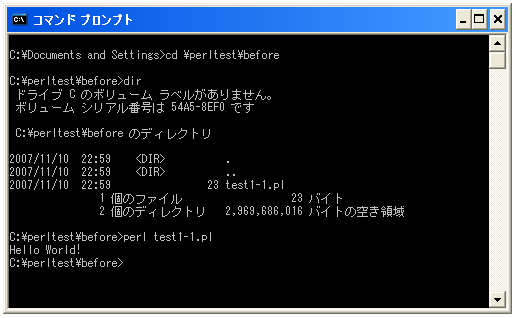 コマンド プロンプト
C:¥Documents and Settings>cd ¥perltest¥before
C:¥perltest¥before>dir
ドライブ C のボリューム ラベルがありません。
ボリューム シリアル番号は 54A5-8EF0 です
C:¥perltest¥before のディレクトリ
2007/11/10  22:59    <DIR>          .
2007/11/10  22:59    <DIR>          ..
2007/11/10  22:59                23 test1-1.pl
1 個のファイル                  23 バイト
2 個のディレクトリ   2,969,686,016 バイトの空き領域
C:¥perltest¥before>perl test1-1.pl
Hello World!
C:¥perltest¥before>